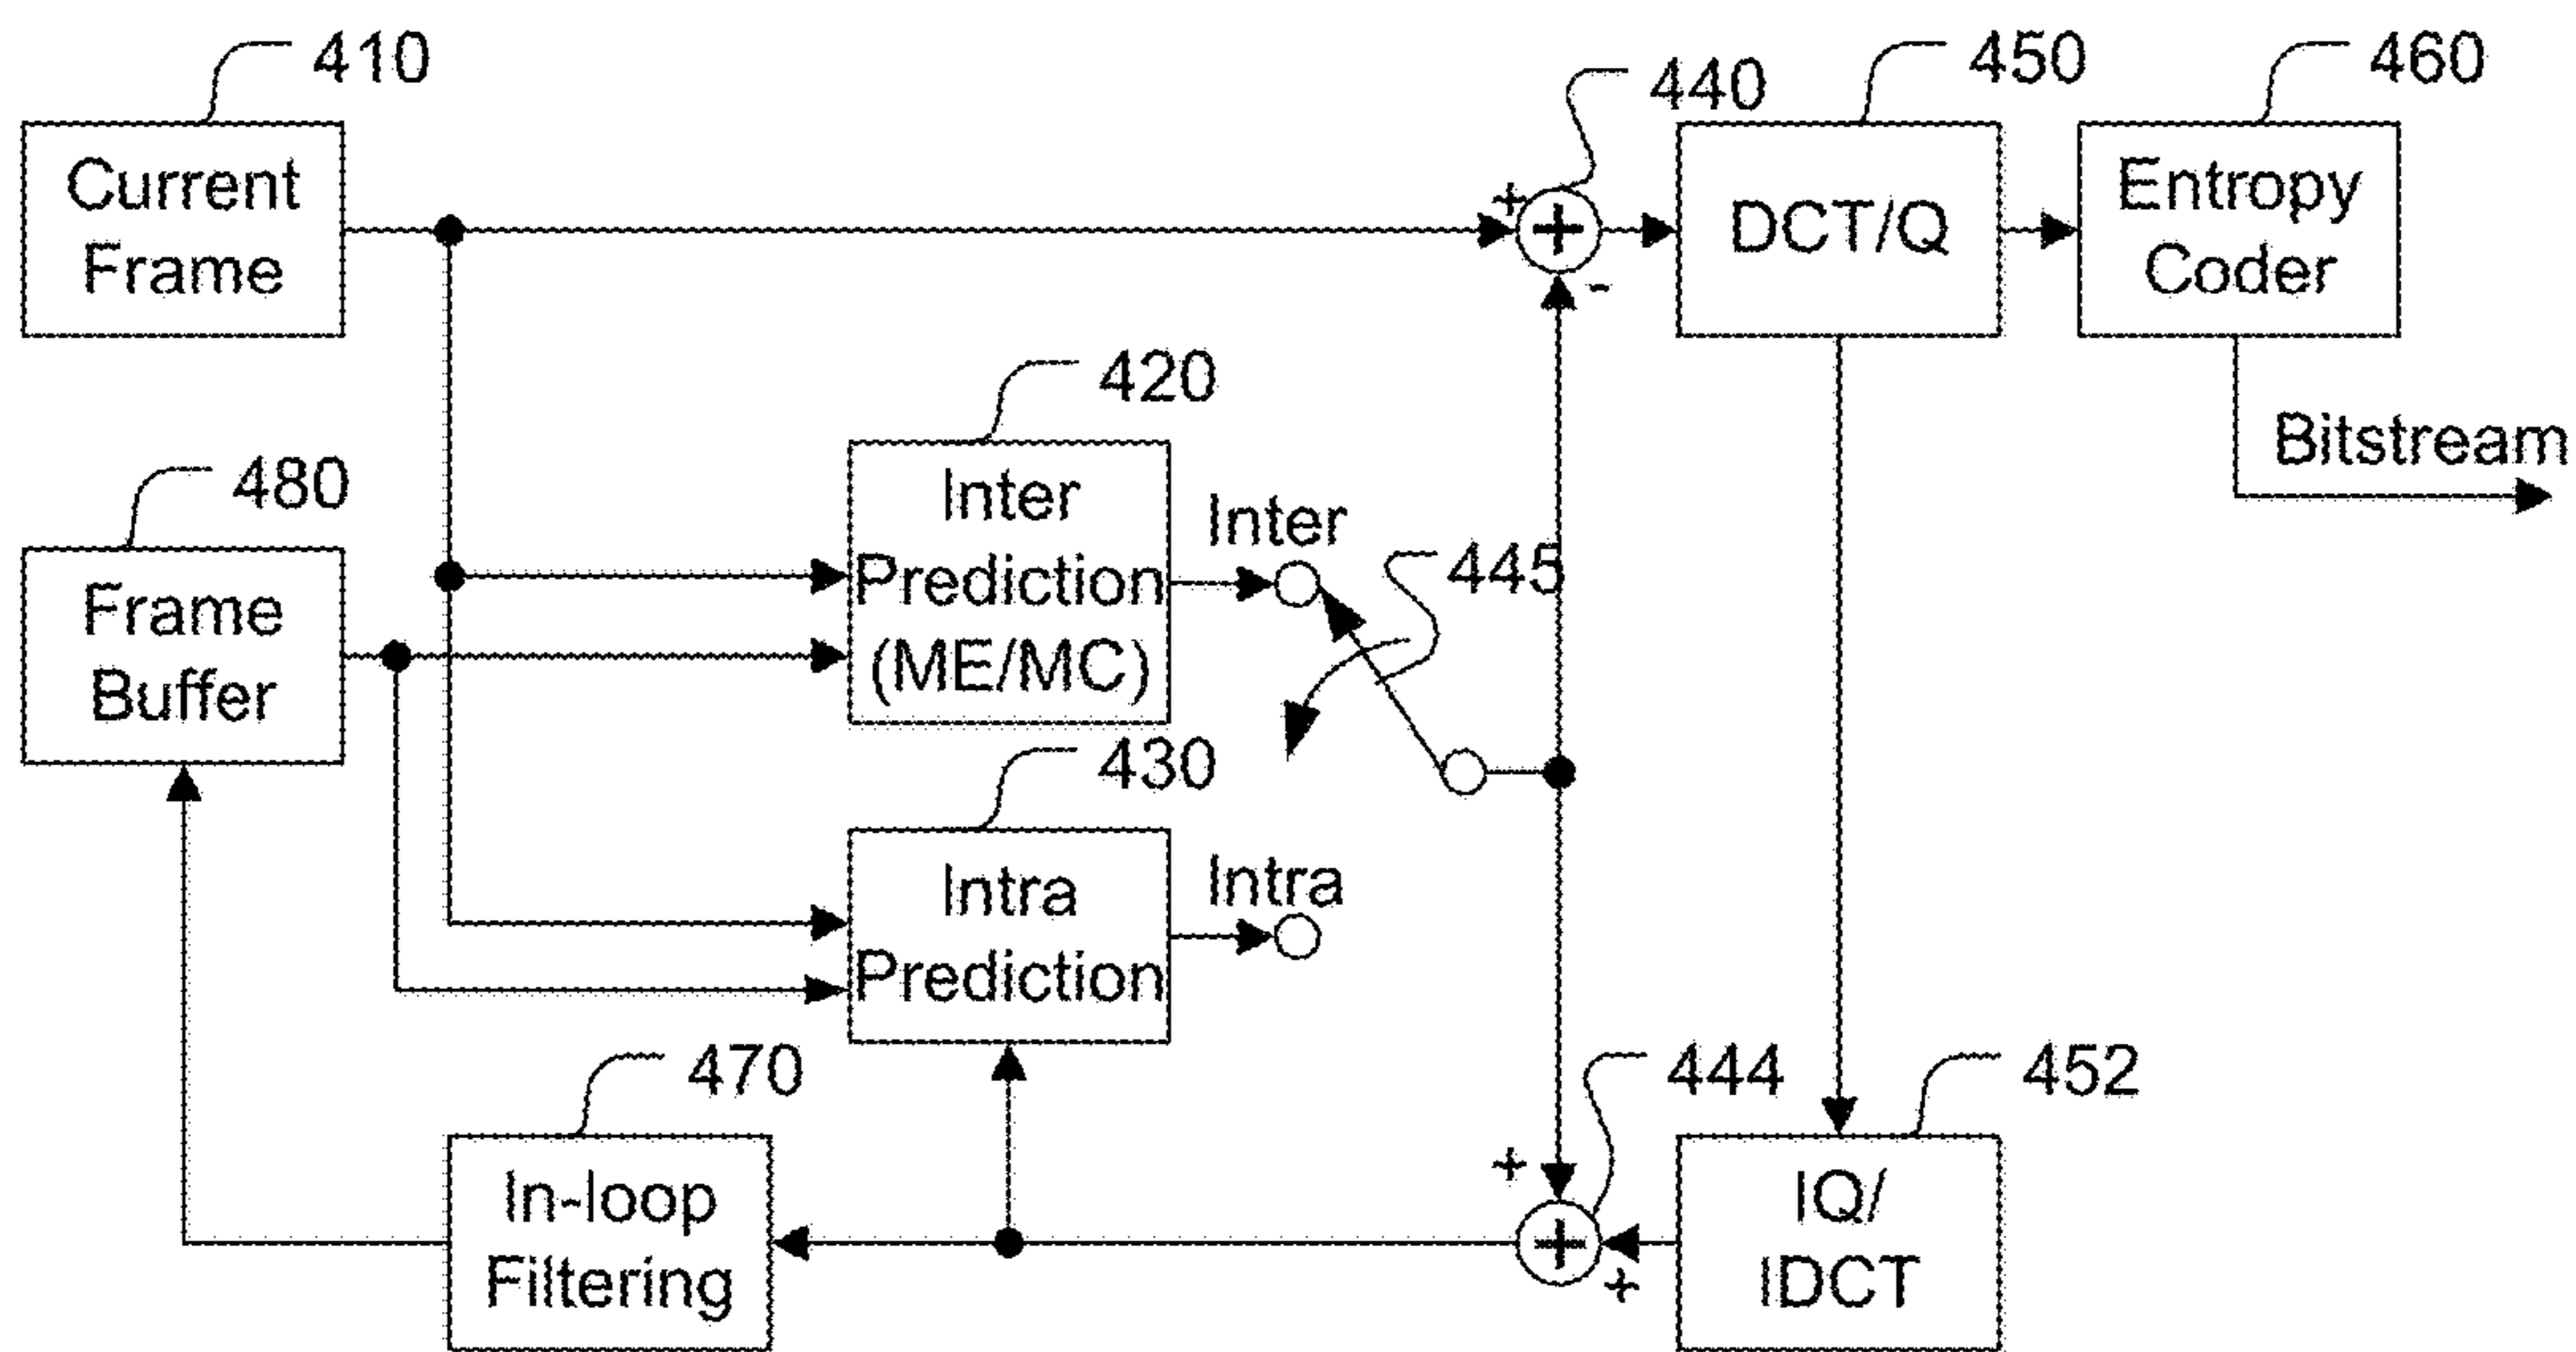 410
Current
Frame
440
+
+
-
450
DCT/Q
460
Entropy
Coder
Bitstream
420
Inter
Prediction
(ME/MC)
Inter
445
480
Frame
Buffer
430
Intra
Prediction
Intra
470
In-loop
Filtering
444
+
+
+
452
IQ/
IDCT